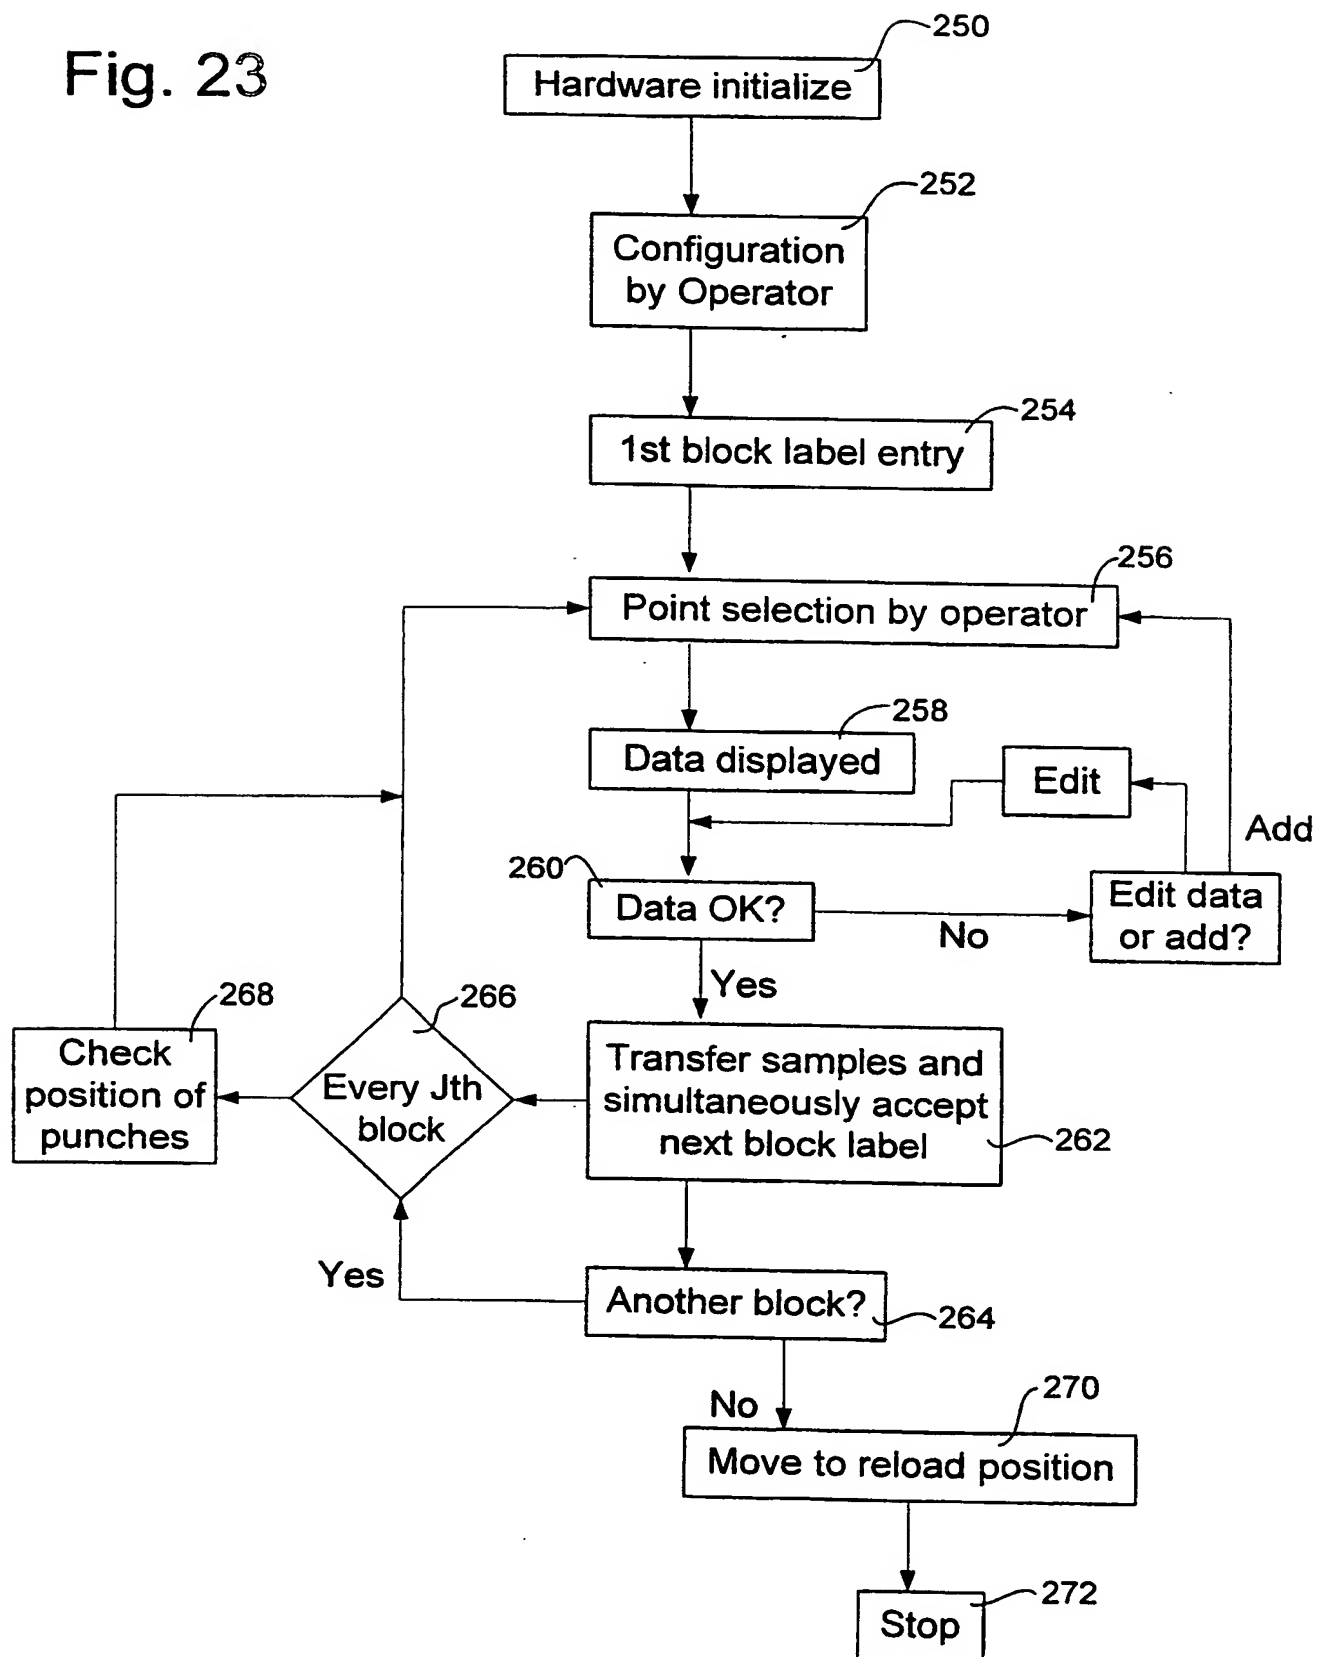 Fig. 23
250
Hardware initialize
252
Configuration
by Operator
254
1st block label entry
256
Point selection by operator
258
Data displayed
Edit
Add
260
Data OK?
No
Edit data
or add?
Yes
268
266
Check
position of
punches
Every Jth
block
Transfer samples and
simultaneously accept
next block label
262
Yes
Another block?
264
No
270
Move to reload position
272
Stop